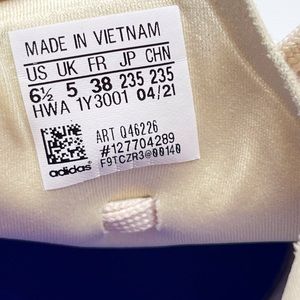 MADE IN VIETNAM
US UK FR JP CHN
6½ 5 38 235 235
HWA 1Y3001 04/21
ART Q46226
#127704289
F9TCZR3@00140
adidas